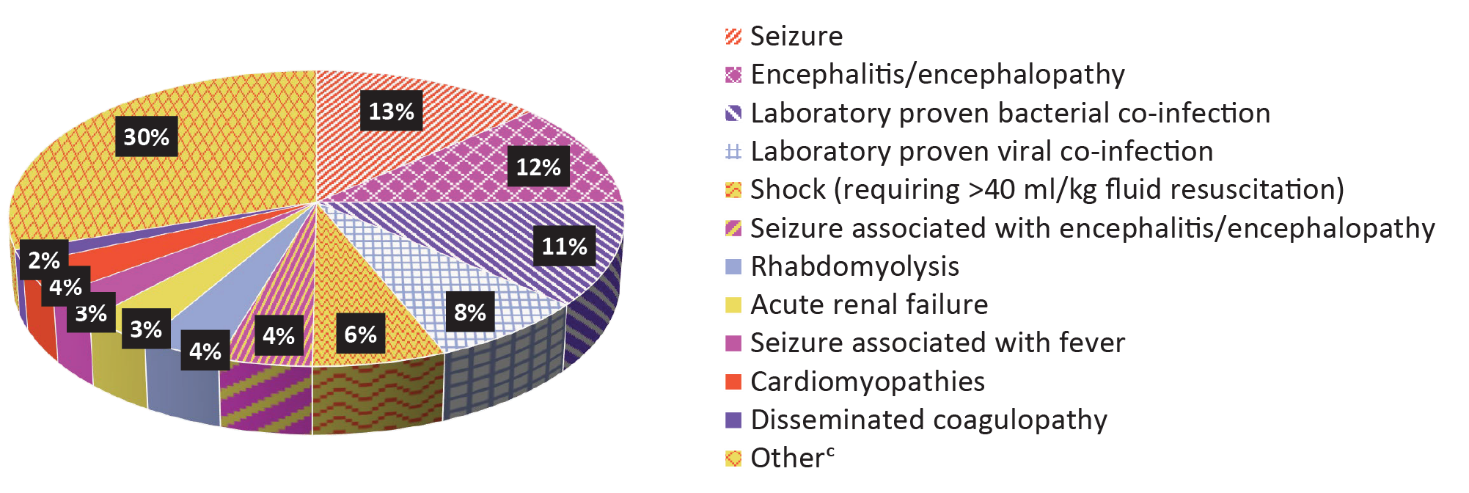 13%
12%
11%
8%
6%
4%
4%
3%
3%
4%
2%
30%
Seizure
Encephalitis/encephalopathy
Laboratory proven bacterial co-infection
Laboratory proven viral co-infection
Shock (requiring >40 ml/kg fluid resuscitation)
Seizure associated with encephalitis/encephalopathy
Rhabdomyolysis
Acute renal failure
Seizure associated with fever
Cardiomyopathies
Disseminated coagulopathy
Otherᶜ